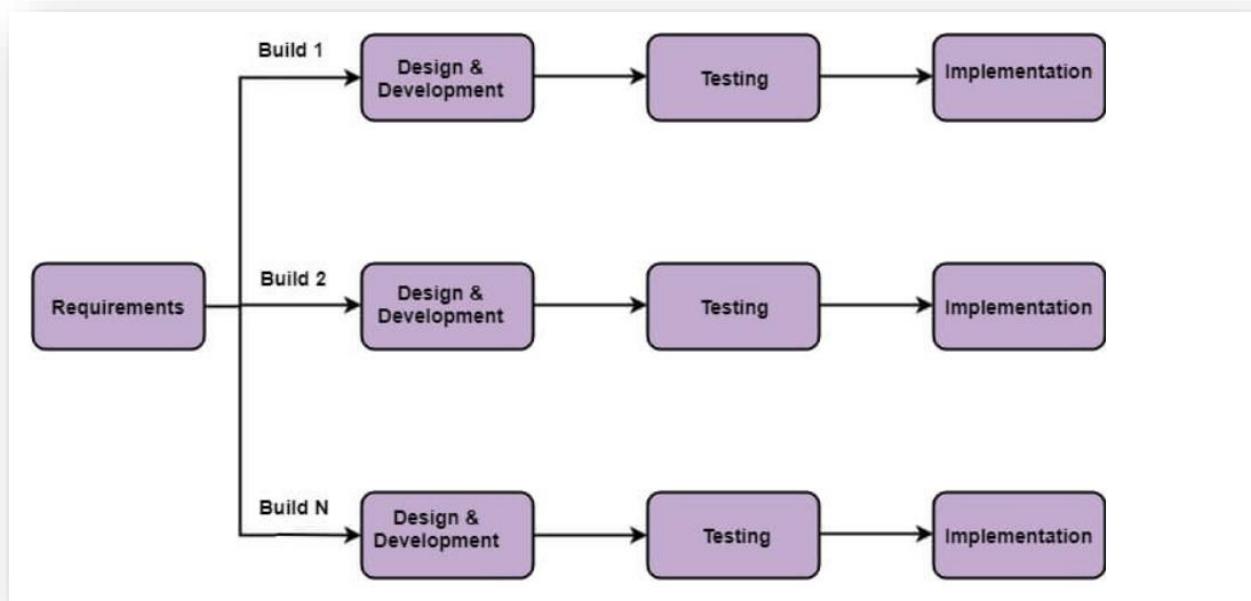 Build 1
Design &
Development
Testing
Implementation
Requirements
Build 2
Design &
Development
Testing
Implementation
Build N
Design &
Development
Testing
Implementation